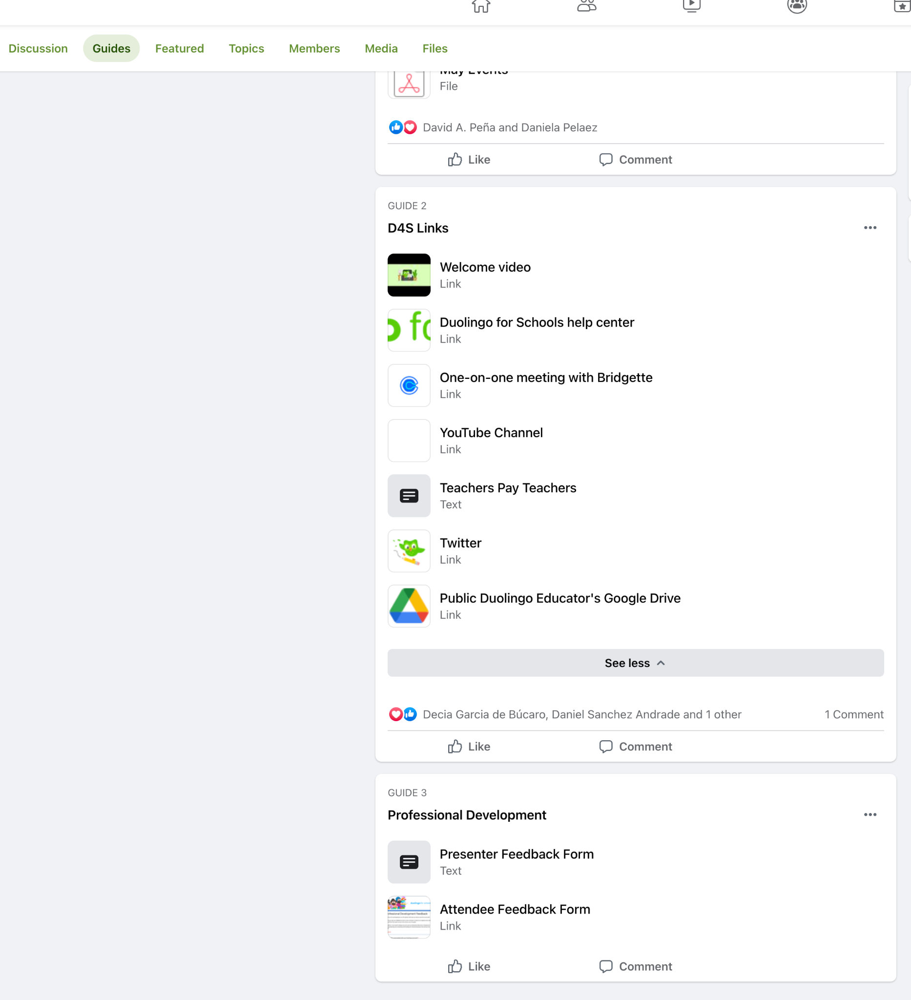 Discussion
Guides
Featured
Topics
Members
Media
Files
May Events
File
David A. Peña and Daniela Pelaez
Like
Comment
GUIDE 2
D4S Links
Welcome video
Link
Duolingo for Schools help center
Link
One-on-one meeting with Bridgette
Link
YouTube Channel
Link
Teachers Pay Teachers
Text
Twitter
Link
Public Duolingo Educator's Google Drive
Link
See less
Decia Garcia de Búcaro, Daniel Sanchez Andrade and 1 other
1 Comment
Like
Comment
GUIDE 3
Professional Development
Presenter Feedback Form
Text
Attendee Feedback Form
Link
Like
Comment